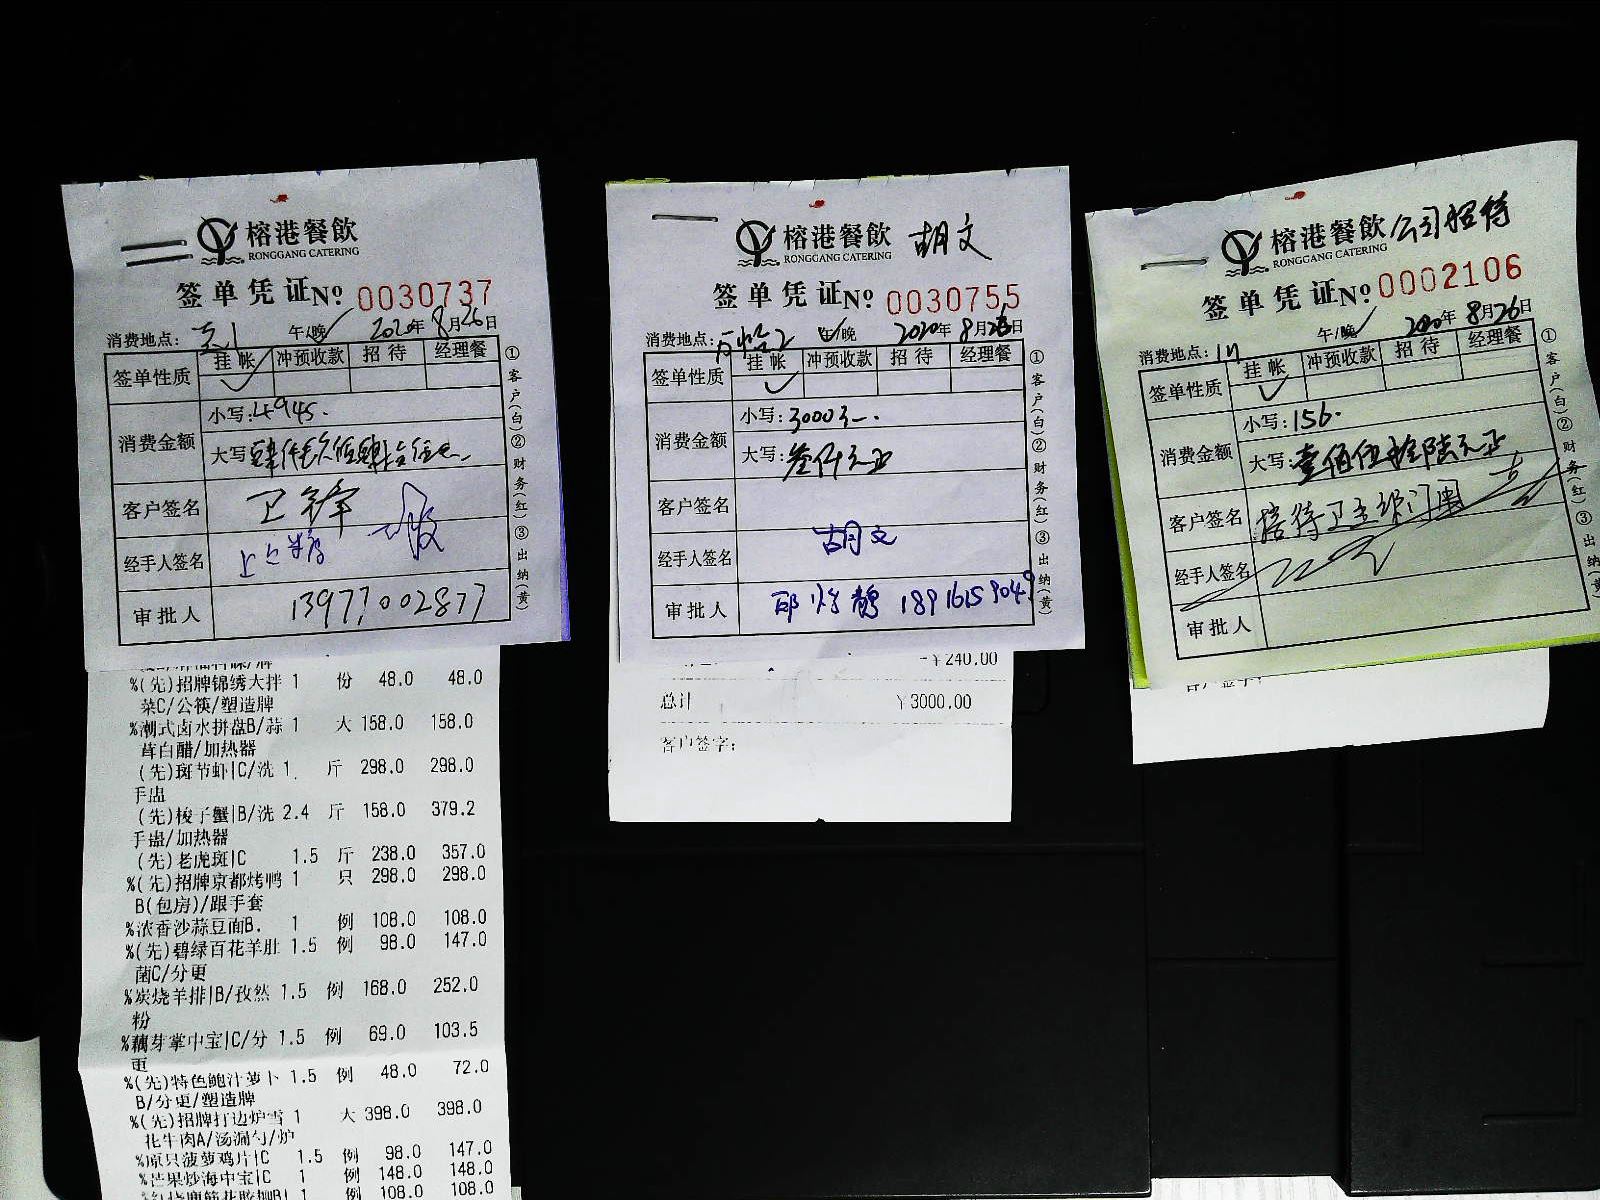 榕港餐飲
RONGGANG CATERING
签单凭证No 0030737
消费地点: 午/晚 2020年8月26日
签单性质 挂帐 冲预收款 招待 经理餐
消费金额 小写:4945.
大写:
客户签名 卫锋
经手人签名
审批人 13977002877
①客户(白)②财务(红)③出纳(黄)
%(先)招牌锦绣大拌 1 份 48.0 48.0
菜C/公筷/塑造牌
%潮式卤水拼盘B/蒜 1 大 158.0 158.0
茸白醋/加热器
(先)斑节虾|C/洗 1 斤 298.0 298.0
手盅
(先)梭子蟹|B/洗 2.4 斤 158.0 379.2
手盅/加热器
(先)老虎斑|C 1.5 斤 238.0 357.0
%(先)招牌京都烤鸭 1 只 298.0 298.0
B(包房)/跟手套
%浓香沙蒜豆面B. 1 例 108.0 108.0
%(先)碧绿百花羊肚 1.5 例 98.0 147.0
菌C/分更
%炭烧羊排|B/孜然 1.5 例 168.0 252.0
粉
%藕芽掌中宝|C/分 1.5 例 69.0 103.5
更
%(先)特色鲍汁萝卜 1.5 例 48.0 72.0
B/分更/塑造牌
%(先)招牌打边炉雪 1 大 398.0 398.0
花牛肉A/汤漏勺/炉
%原只菠萝鸡片|C 1.5 例 98.0 147.0
%芒果炒海中宝|C 1 例 148.0 148.0
1 例 108.0 108.0
榕港餐飲 胡文
RONGGANG CATERING
签单凭证No 0030755
消费地点: 午/晚 2020年8月26日
签单性质 挂帐 冲预收款 招待 经理餐
消费金额 小写:3000元
大写:叁仟元正
客户签名
经手人签名 胡文
审批人 18916159049
①客户(白)②财务(红)③出纳(黄)
-¥240.00
总计 ¥3000.00
客户签字:
榕港餐飲 公司招待
RONGGANG CATERING
签单凭证No 0002106
消费地点: 午/晚 2020年8月26日
签单性质 挂帐 冲预收款 招待 经理餐
消费金额 小写:156.
大写:壹佰伍拾陆元正
客户签名 接待卫生部门
经手人签名
审批人
①客户(白)②财务(红)③出纳(黄)